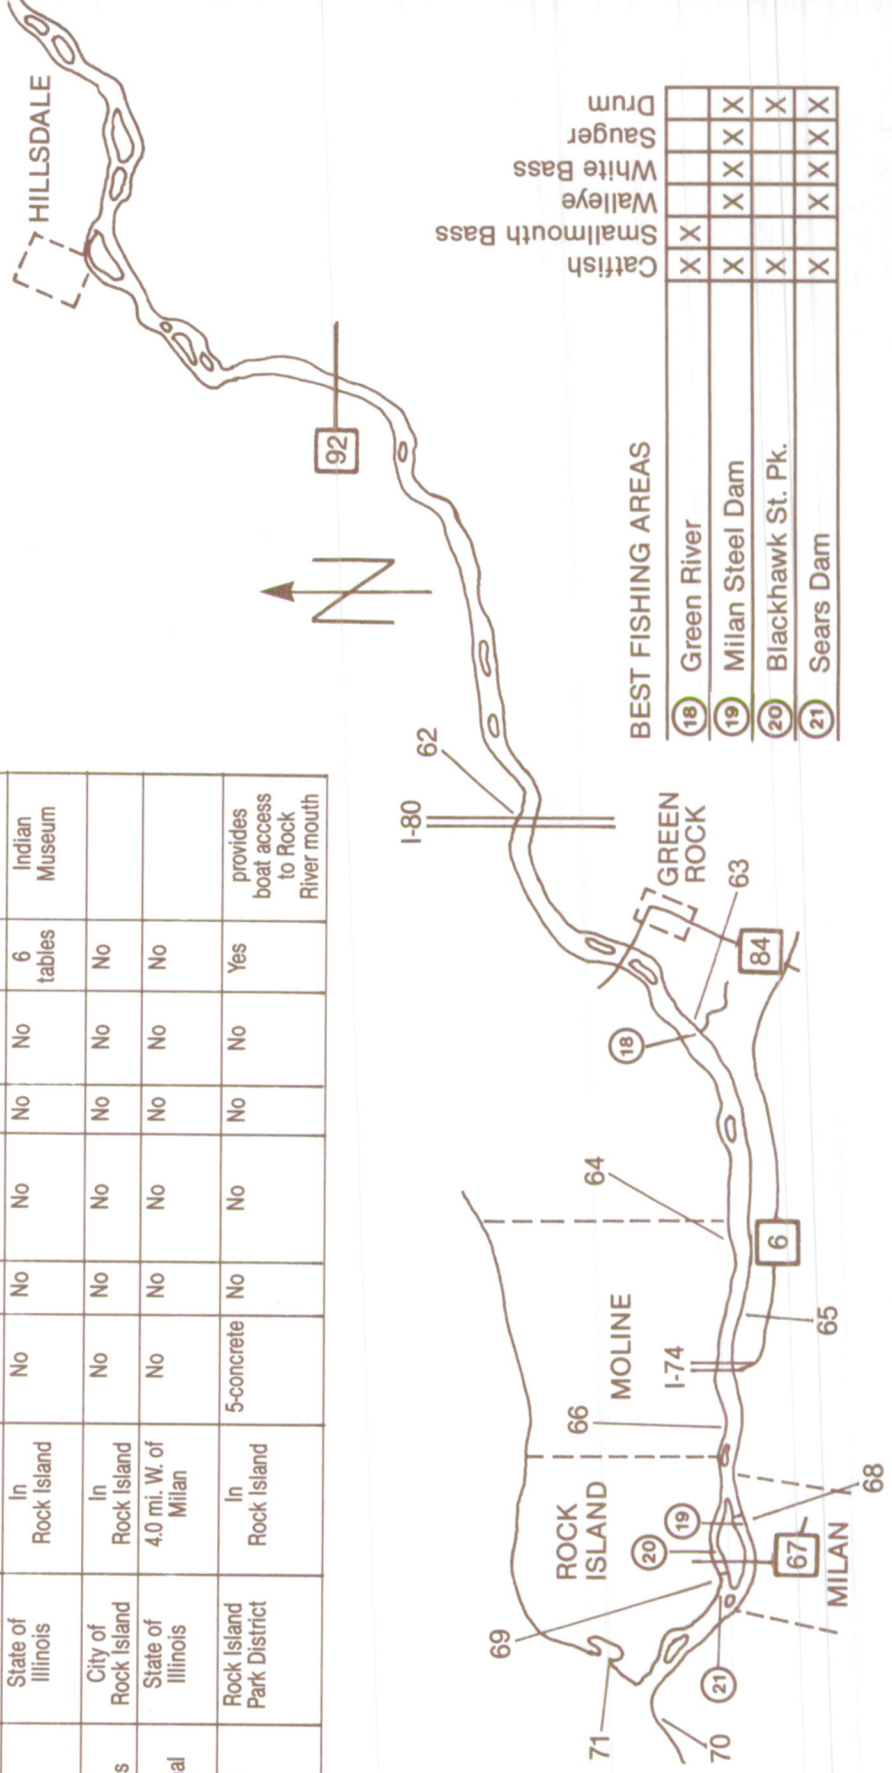 State of
Illinois
In
Rock Island
No
No
No
No
No
6
tables
Indian
Museum
s
City of
Rock Island
In
Rock Island
No
No
No
No
No
No
al
State of
Illinois
4.0 mi. W. of
Milan
No
No
No
No
No
No
Rock Island
Park District
In
Rock Island
5-concrete
No
No
No
No
Yes
provides
boat access
to Rock
River mouth
HILLSDALE
92
N
I-80
62
GREEN
ROCK
63
84
18
64
MOLINE
I-74
6
65
66
ROCK
ISLAND
19
20
67
68
MILAN
69
21
71
70
BEST FISHING AREAS
Catfish
Smallmouth Bass
Walleye
White Bass
Sauger
Drum
18 Green River X X
19 Milan Steel Dam X X X X X
20 Blackhawk St. Pk. X X
21 Sears Dam X X X X X